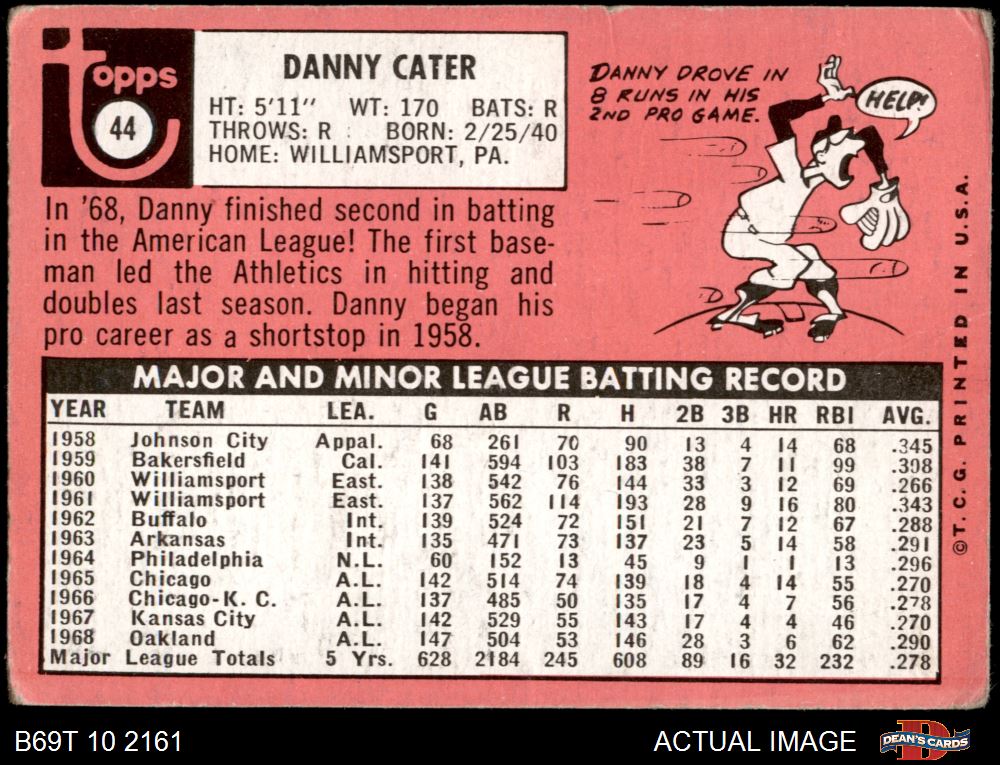 Topps
44
DANNY CATER
HT: 5'11" WT: 170 BATS: R
THROWS: R BORN: 2/25/40
HOME: WILLIAMSPORT, PA.
DANNY DROVE IN
8 RUNS IN HIS
2ND PRO GAME.
HELP!
In '68, Danny finished second in batting
in the American League! The first base-
man led the Athletics in hitting and
doubles last season. Danny began his
pro career as a shortstop in 1958.
MAJOR AND MINOR LEAGUE BATTING RECORD
YEAR TEAM LEA. G AB R H 2B 3B HR RBI AVG.
1958 Johnson City Appal. 68 261 70 90 13 4 14 68 .345
1959 Bakersfield Cal. 141 594 103 183 38 7 11 99 .308
1960 Williamsport East. 138 542 76 144 33 3 12 69 .266
1961 Williamsport East. 137 562 114 193 28 9 16 80 .343
1962 Buffalo Int. 139 524 72 151 21 7 12 67 .288
1963 Arkansas Int. 135 471 73 137 23 5 14 58 .291
1964 Philadelphia N.L. 60 152 13 45 9 1 1 13 .296
1965 Chicago A.L. 142 514 74 139 18 4 14 55 .270
1966 Chicago-K. C. A.L. 137 485 50 135 17 4 7 56 .278
1967 Kansas City A.L. 142 529 55 143 17 4 4 46 .270
1968 Oakland A.L. 147 504 53 146 28 3 6 62 .290
Major League Totals 5 Yrs. 628 2184 245 608 89 16 32 232 .278
© T. C. G. PRINTED IN U.S.A.
B69T 10 2161
ACTUAL IMAGE
DEAN'S CARDS